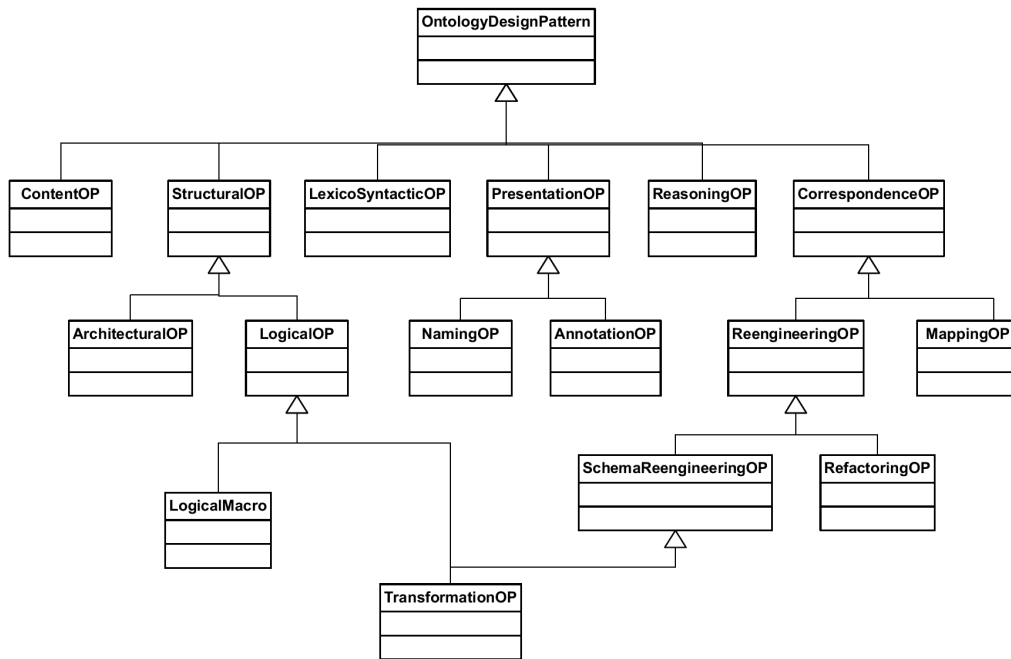 OntologyDesignPattern
ContentOP
StructuralOP
LexicoSyntacticOP
PresentationOP
ReasoningOP
CorrespondenceOP
ArchitecturalOP
LogicalOP
NamingOP
AnnotationOP
ReengineeringOP
MappingOP
SchemaReengineeringOP
RefactoringOP
LogicalMacro
TransformationOP